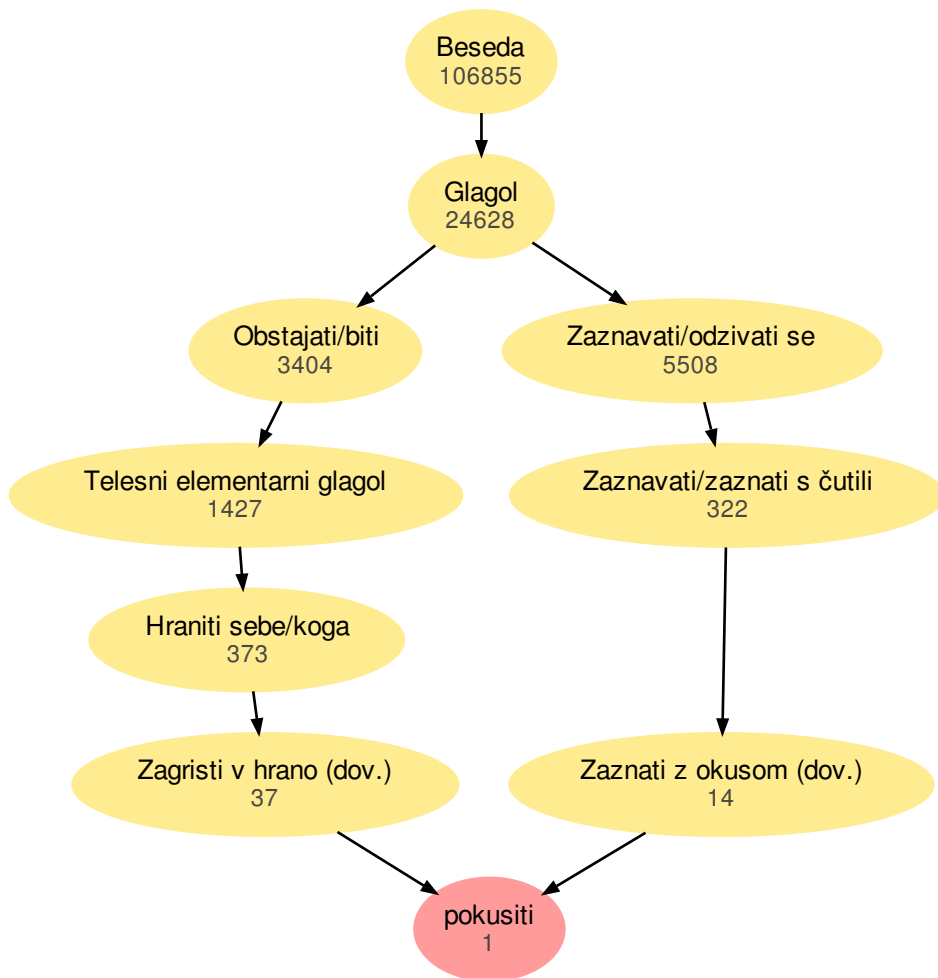 Beseda
106855
Glagol
24628
Obstajati/biti
3404
Zaznavati/odzivati se
5508
Telesni elementarni glagol
1427
Zaznavati/zaznati s čutili
322
Hraniti sebe/koga
373
Zagristi v hrano (dov.)
37
Zaznati z okusom (dov.)
14
pokusiti
1